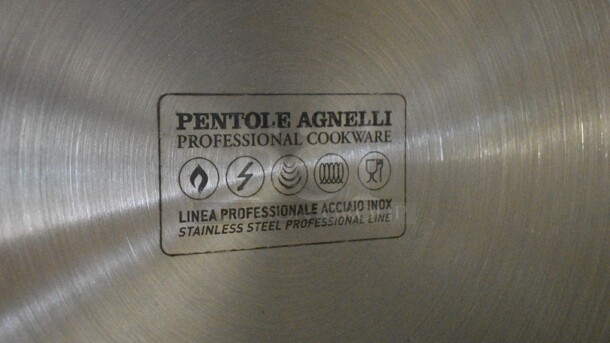 PENTOLE AGNELLI
PROFESSIONAL COOKWARE
LINEA PROFESSIONALE ACCIAIO INOX
STAINLESS STEEL PROFESSIONAL LINE